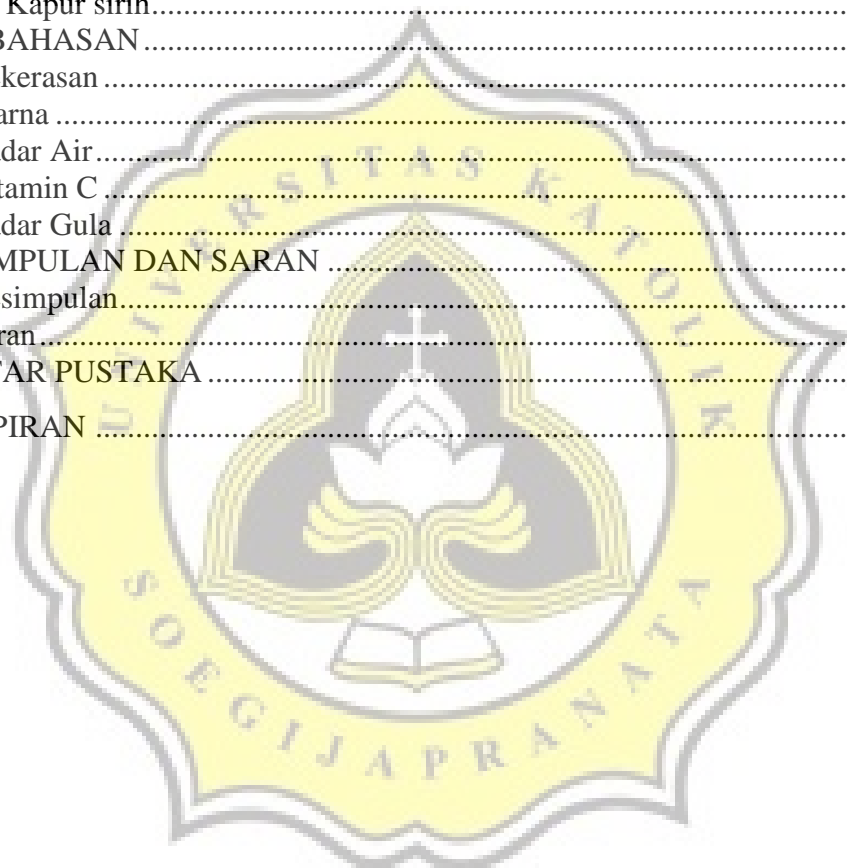 Kapur sirih
BAHASAN
kerasan
arna
dar Air
tamin C
dar Gula
MPULAN DAN SARAN
simpulan
ran
TAR PUSTAKA
PIRAN
UNIVERSITAS KATOLIK
SOEGIJAPRANATA